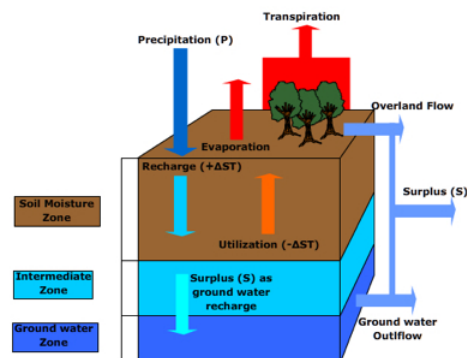 Transpiration
Precipitation (P)
Overland Flow
Evaporation
Recharge (+ΔST)
Surplus (S)
Soil Moisture
Zone
Utilization (-ΔST)
Intermediate
Zone
Surplus (S) as
ground water
recharge
Ground water
Zone
Ground water
Outlflow